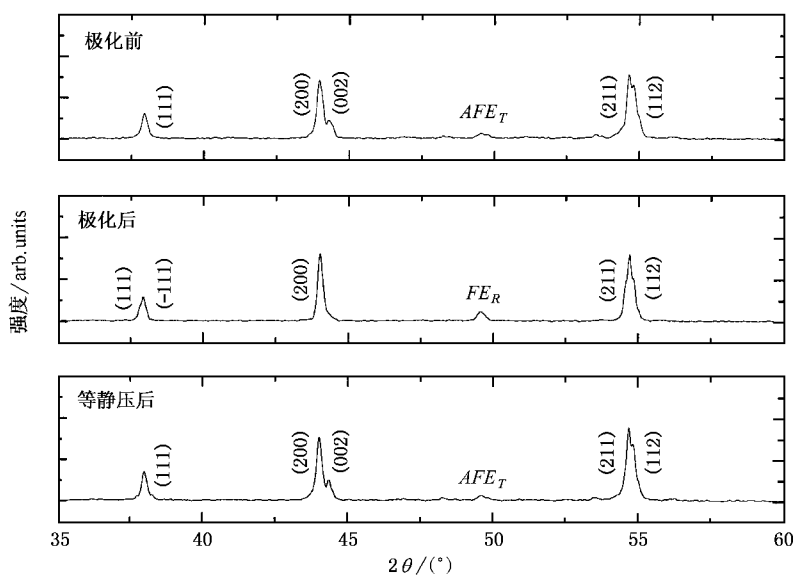 极化前
(111)
(200)
(002)
AFE_T
(211)
(112)
极化后
(111)
(-111)
(200)
FE_R
(211)
(112)
等静压后
(111)
(200)
(002)
AFE_T
(211)
(112)
强度/arb.units
35 40 45 50 55 60
2θ/(°)